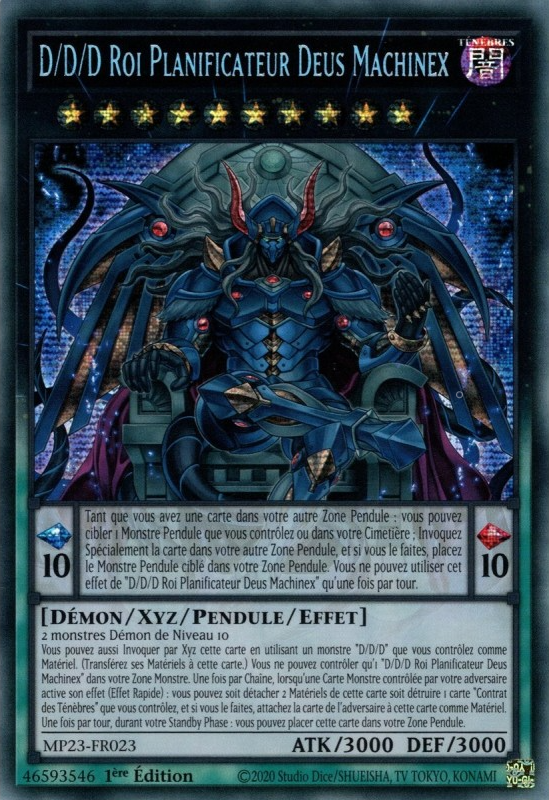 D/D/D Roi Planificateur Deus Machinex
TÉNÈBRES
闇
Tant que vous avez une carte dans votre autre Zone Pendule : vous pouvez
cibler 1 Monstre Pendule que vous contrôlez ou dans votre Cimetière ; Invoquez
Spécialement la carte dans votre autre Zone Pendule, et si vous le faites, placez
le Monstre Pendule ciblé dans votre Zone Pendule. Vous ne pouvez utiliser cet
effet de "D/D/D Roi Planificateur Deus Machinex" qu'une fois par tour.
10
10
[Démon/Xyz/Pendule/Effet]
2 monstres Démon de Niveau 10
Vous pouvez aussi Invoquer par Xyz cette carte en utilisant un monstre "D/D/D" que vous contrôlez comme
Matériel. (Transférez ses Matériels à cette carte.) Vous ne pouvez contrôler qu'1 "D/D/D Roi Planificateur Deus
Machinex" dans votre Zone Monstre. Une fois par Chaîne, lorsqu'une Carte Monstre contrôlée par votre adversaire
active son effet (Effet Rapide) : vous pouvez soit détacher 2 Matériels de cette carte soit détruire 1 carte "Contrat
des Ténèbres" que vous contrôlez, et si vous le faites, attachez la carte de l'adversaire à cette carte comme Matériel.
Une fois par tour, durant votre Standby Phase : vous pouvez placer cette carte dans votre Zone Pendule.
MP23-FR023
ATK/3000 DEF/3000
46593546
1ère Édition
©2020 Studio Dice/SHUEISHA, TV TOKYO, KONAMI